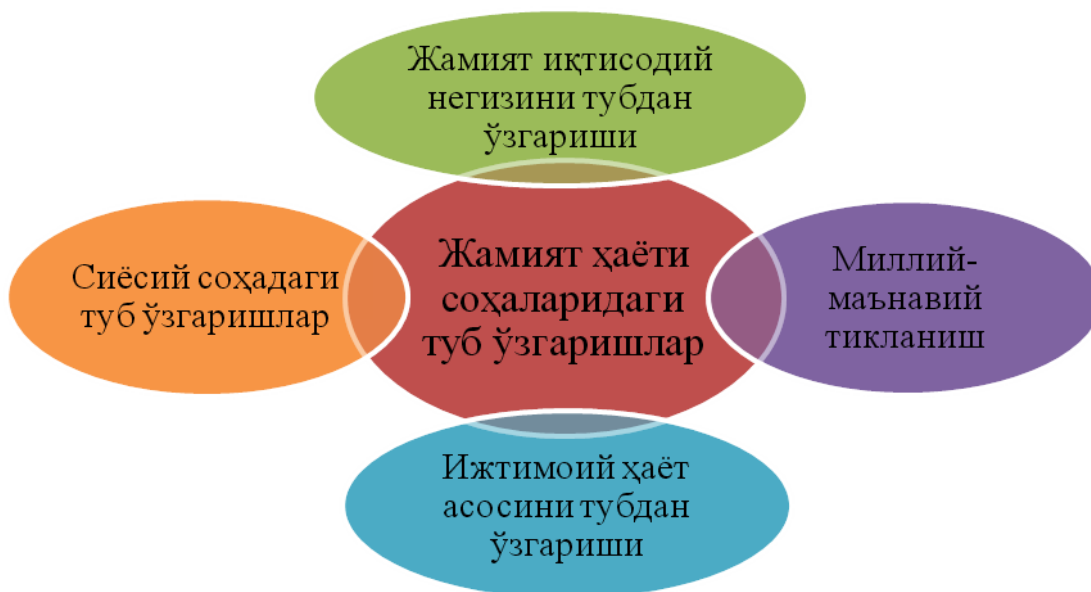 Жамият иқтисодий
негизини тубдан
ўзгариши
Сиёсий соҳадаги
туб ўзгаришлар
Жамият ҳаёти
соҳаларидаги
туб ўзгаришлар
Миллий-
маънавий
тикланиш
Ижтимоий ҳаёт
асосини тубдан
ўзгариши